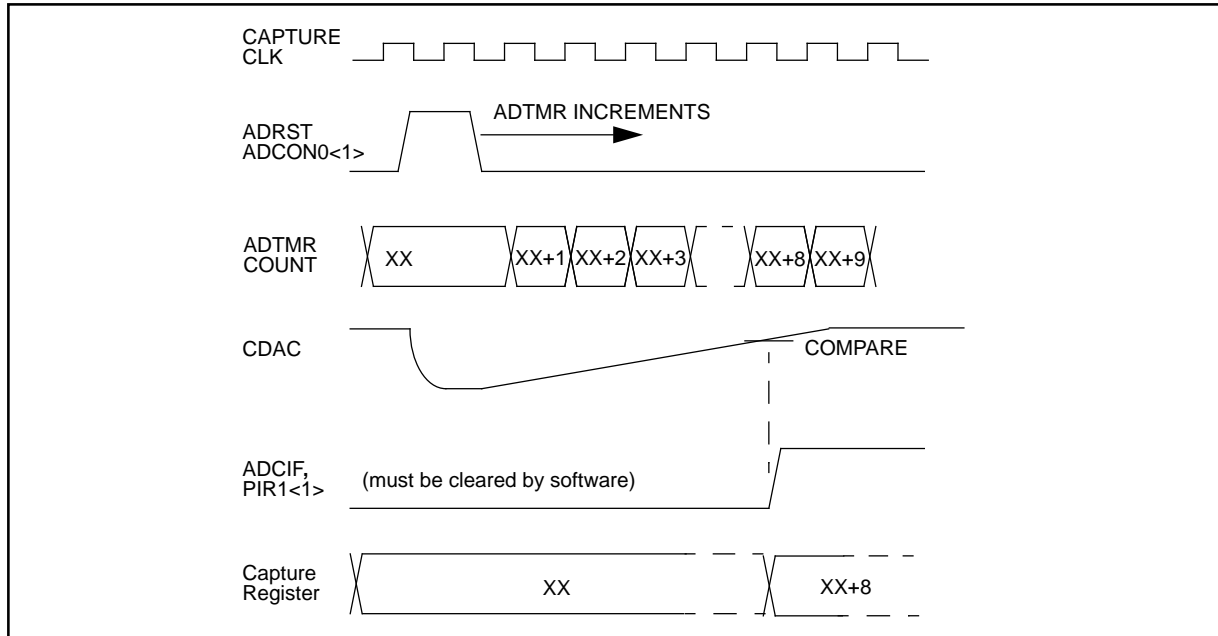 CAPTURE
CLK
ADTMR INCREMENTS
ADRST
ADCON0<1>
ADTMR
COUNT
XX XX+1 XX+2 XX+3 XX+8 XX+9
CDAC
COMPARE
ADCIF,
PIR1<1>
(must be cleared by software)
Capture
Register
XX XX+8